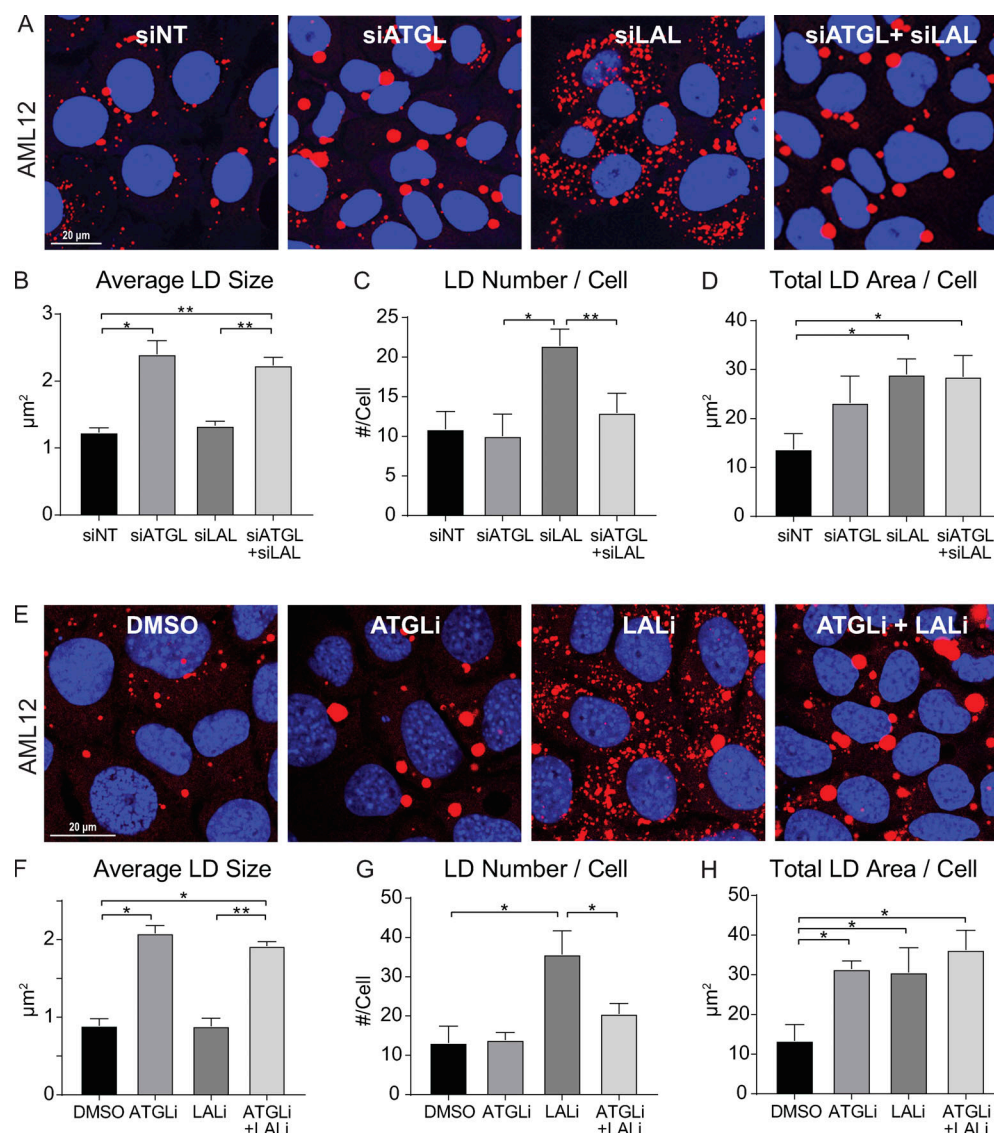 A
siNT
siATGL
siLAL
siATGL+ siLAL
AML12
20 µm
B
Average LD Size
µm²
3
2
1
0
*
**
**
siNT
siATGL
siLAL
siATGL
+siLAL
C
LD Number / Cell
#/Cell
25
20
15
10
5
0
*
**
siNT
siATGL
siLAL
siATGL
+siLAL
D
Total LD Area / Cell
µm²
40
30
20
10
0
*
*
siNT
siATGL
siLAL
siATGL
+siLAL
E
DMSO
ATGLi
LALi
ATGLi + LALi
AML12
20 µm
F
Average LD Size
µm²
2
1
0
*
*
**
DMSO
ATGLi
LALi
ATGLi
+LALi
G
LD Number / Cell
#/Cell
50
40
30
20
10
0
*
*
DMSO
ATGLi
LALi
ATGLi
+LALi
H
Total LD Area / Cell
µm²
50
40
30
20
10
0
*
*
*
DMSO
ATGLi
LALi
ATGLi
+LALi